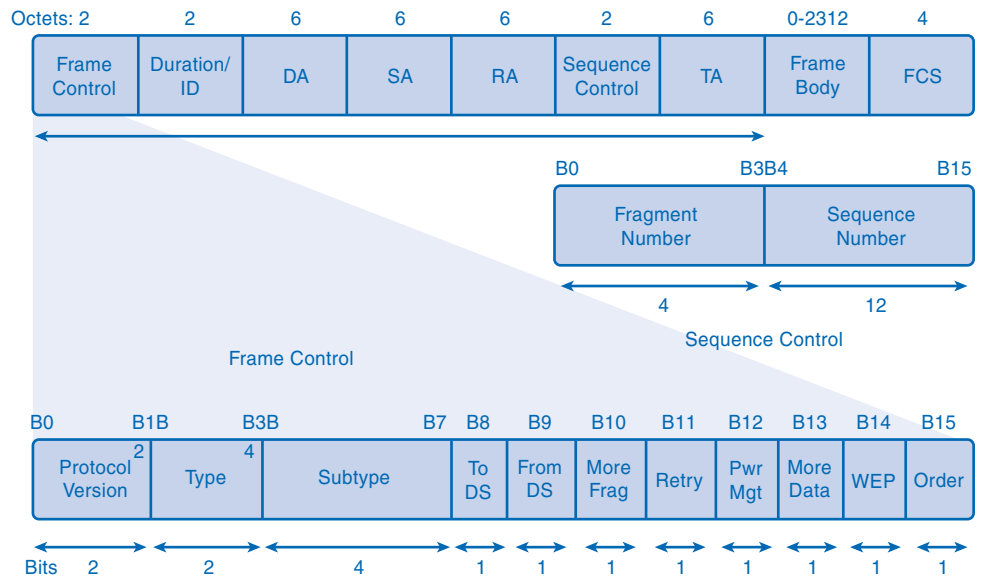 Octets: 2 2 6 6 6 2 6 0-2312 4
Frame Control
Duration/ ID
DA
SA
RA
Sequence Control
TA
Frame Body
FCS
B0 B3B4 B15
Fragment Number
Sequence Number
4 12
Sequence Control
Frame Control
B0 B1B B3B B7 B8 B9 B10 B11 B12 B13 B14 B15
2 4
Protocol Version
Type
Subtype
To DS
From DS
More Frag
Retry
Pwr Mgt
More Data
WEP
Order
Bits 2 2 4 1 1 1 1 1 1 1 1